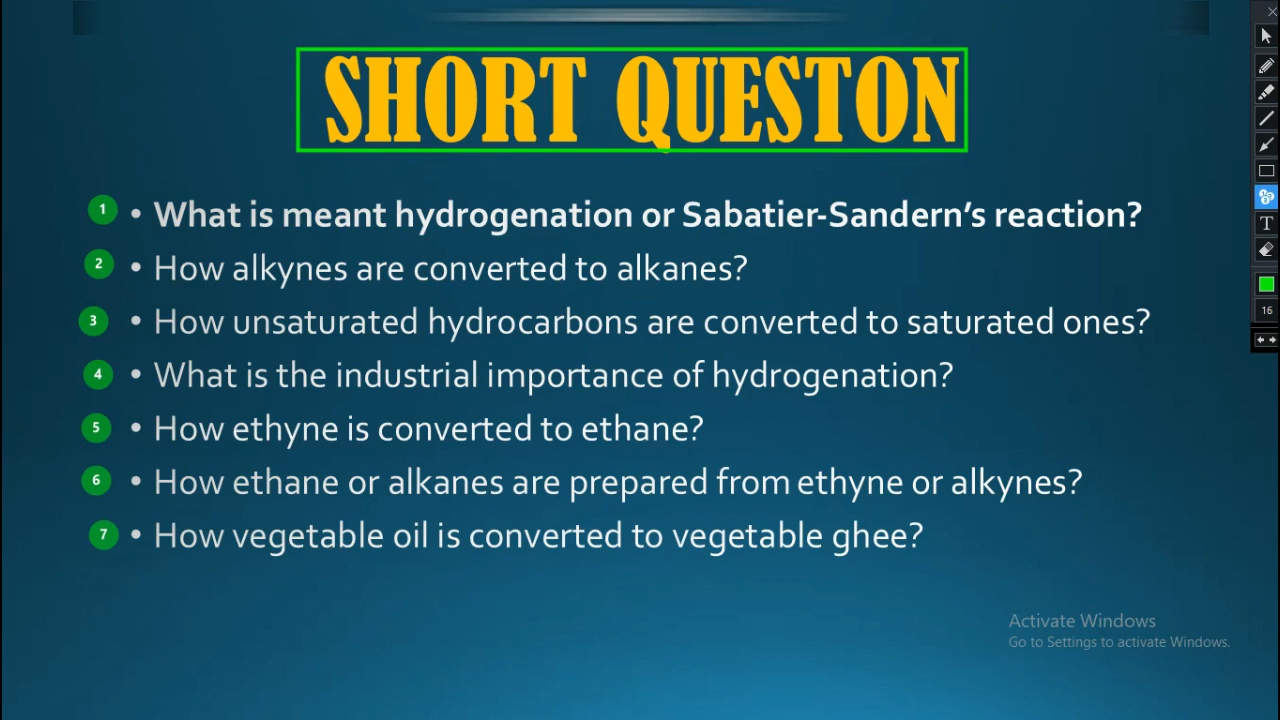 SHORT QUESTON
1 • What is meant hydrogenation or Sabatier-Sandern's reaction?
2 • How alkynes are converted to alkanes?
3 • How unsaturated hydrocarbons are converted to saturated ones?
4 • What is the industrial importance of hydrogenation?
5 • How ethyne is converted to ethane?
6 • How ethane or alkanes are prepared from ethyne or alkynes?
7 • How vegetable oil is converted to vegetable ghee?
Activate Windows
Go to Settings to activate Windows.
T
16